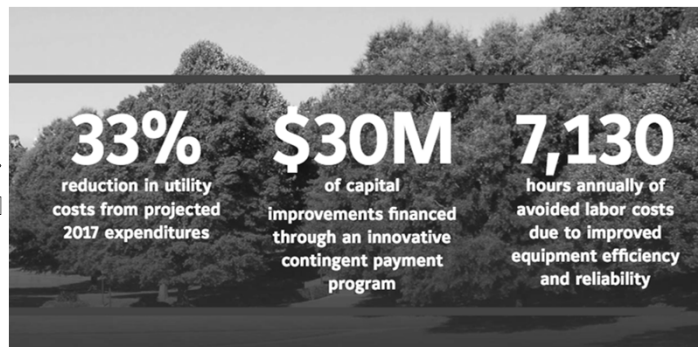 33%
reduction in utility
costs from projected
2017 expenditures
$30M
of capital
improvements financed
through an innovative
contingent payment
program
7,130
hours annually of
avoided labor costs
due to improved
equipment efficiency
and reliability